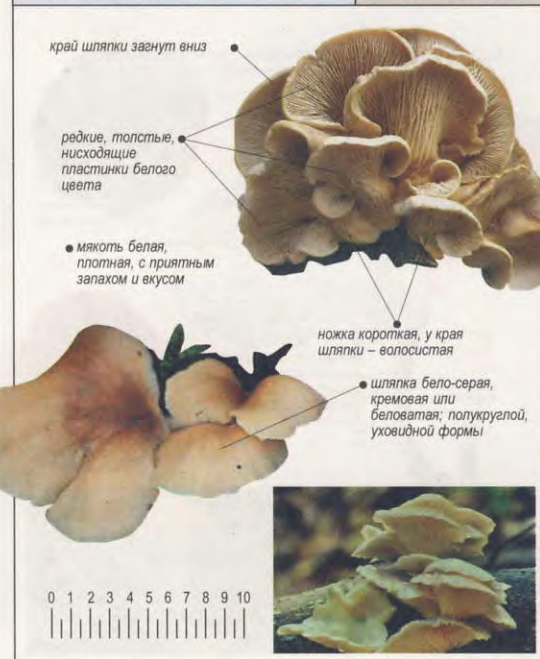 край шляпки загнут вниз
редкие, толстые,
нисходящие
пластинки белого
цвета
мякоть белая,
плотная, с приятным
запахом и вкусом
ножка короткая, у края
шляпки – волосистая
шляпка бело-серая,
кремовая или
беловатая; полукруглой,
уховидной формы
0 1 2 3 4 5 6 7 8 9 10